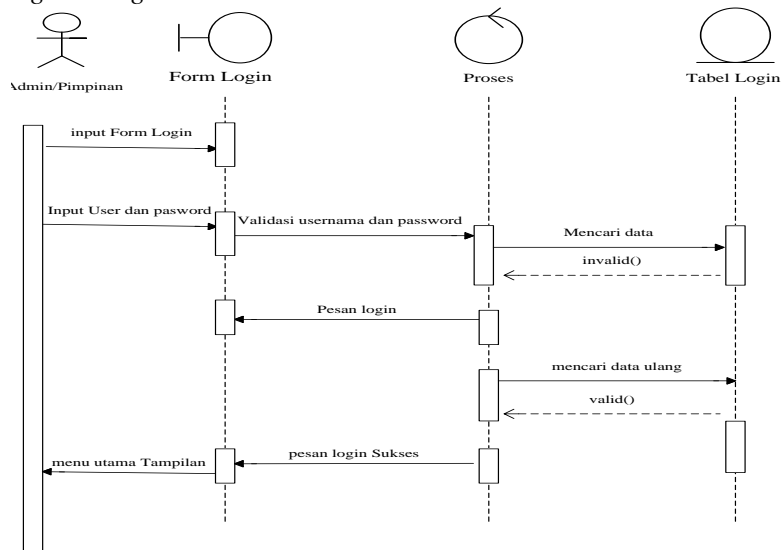 Form Login
Proses
Tabel Login
Admin/Pimpinan
input Form Login
Input User dan pasword
Validasi usernama dan password
Mencari data
invalid()
Pesan login
mencari data ulang
valid()
pesan login Sukses
menu utama Tampilan